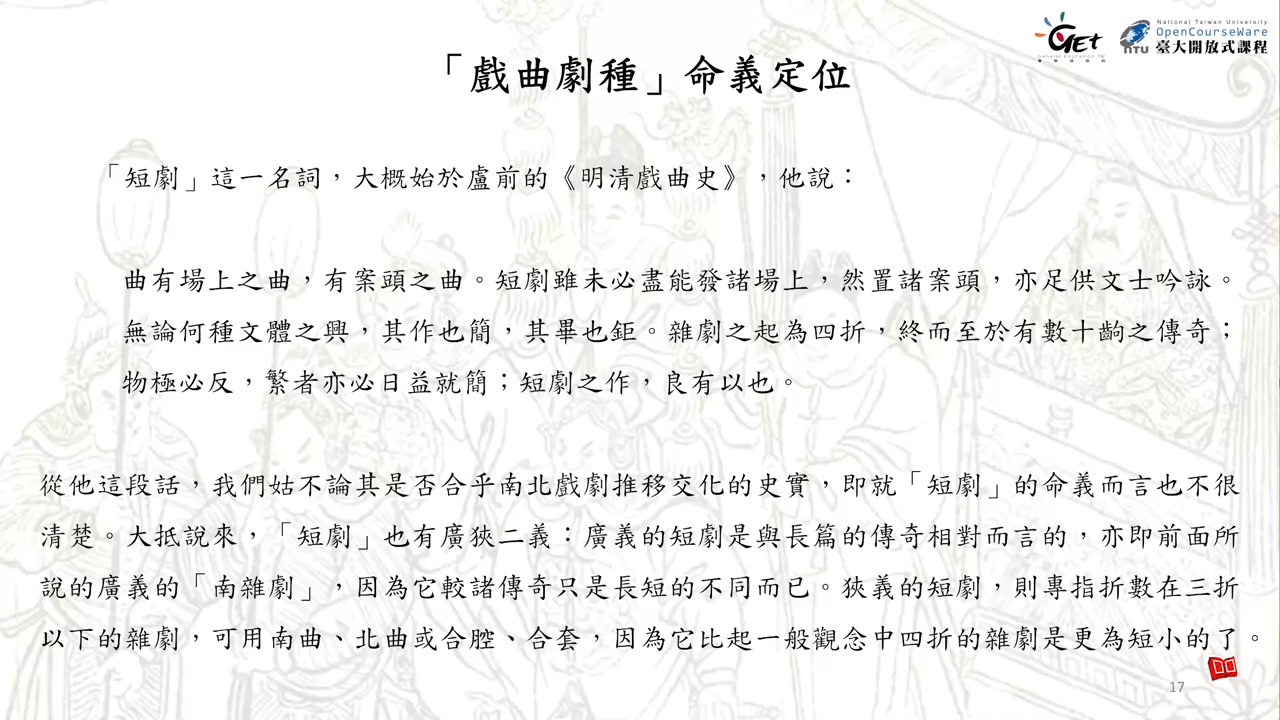 GEt
General Education TW
National Taiwan University
OpenCourseWare
NTU 臺大開放式課程
「戲曲劇種」命義定位
「短劇」這一名詞，大概始於盧前的《明清戲曲史》，他說：
曲有場上之曲，有案頭之曲。短劇雖未必盡能發諸場上，然置諸案頭，亦足供文士吟詠。
無論何種文體之興，其作也簡，其畢也鉅。雜劇之起為四折，終而至於有數十齣之傳奇；
物極必反，繁者亦必日益就簡；短劇之作，良有以也。
從他這段話，我們姑不論其是否合乎南北戲劇推移交化的史實，即就「短劇」的命義而言也不很
清楚。大抵說來，「短劇」也有廣狹二義：廣義的短劇是與長篇的傳奇相對而言的，亦即前面所
說的廣義的「南雜劇」，因為它較諸傳奇只是長短的不同而已。狹義的短劇，則專指折數在三折
以下的雜劇，可用南曲、北曲或合腔、合套，因為它比起一般觀念中四折的雜劇是更為短小的了。
17